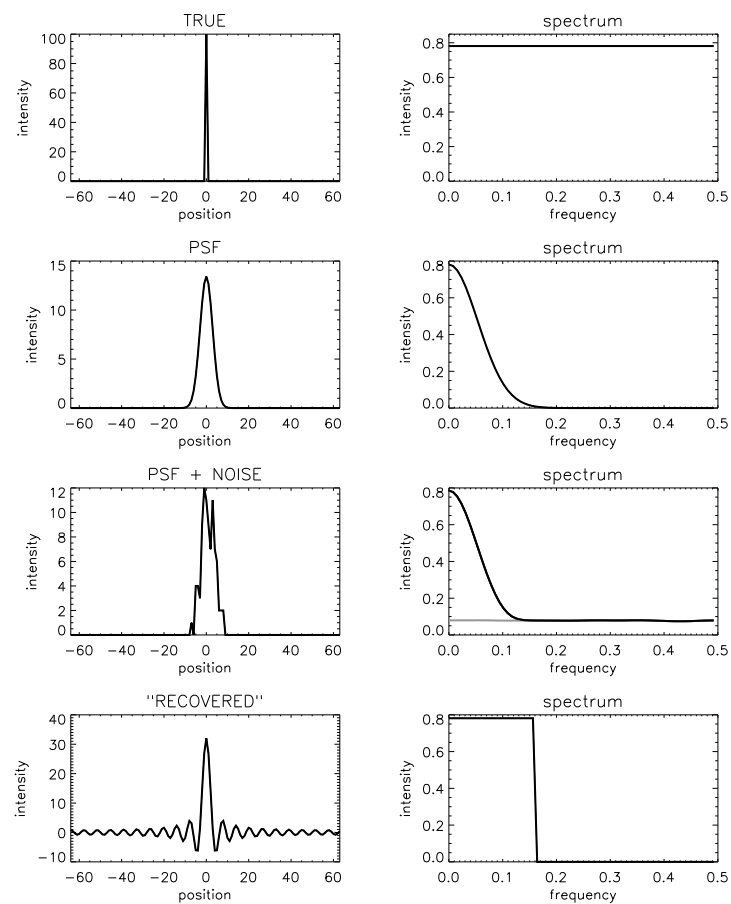 TRUE
spectrum
100
80
60
40
20
0
intensity
−60 −40 −20 0 20 40 60
position
0.8
0.6
0.4
0.2
0.0
intensity
0.0 0.1 0.2 0.3 0.4 0.5
frequency
PSF
spectrum
15
10
5
0
intensity
−60 −40 −20 0 20 40 60
position
0.8
0.6
0.4
0.2
0.0
intensity
0.0 0.1 0.2 0.3 0.4 0.5
frequency
PSF + NOISE
spectrum
12
10
8
6
4
2
0
intensity
−60 −40 −20 0 20 40 60
position
0.8
0.6
0.4
0.2
0.0
intensity
0.0 0.1 0.2 0.3 0.4 0.5
frequency
"RECOVERED"
spectrum
40
30
20
10
0
−10
intensity
−60 −40 −20 0 20 40 60
position
0.8
0.6
0.4
0.2
0.0
intensity
0.0 0.1 0.2 0.3 0.4 0.5
frequency